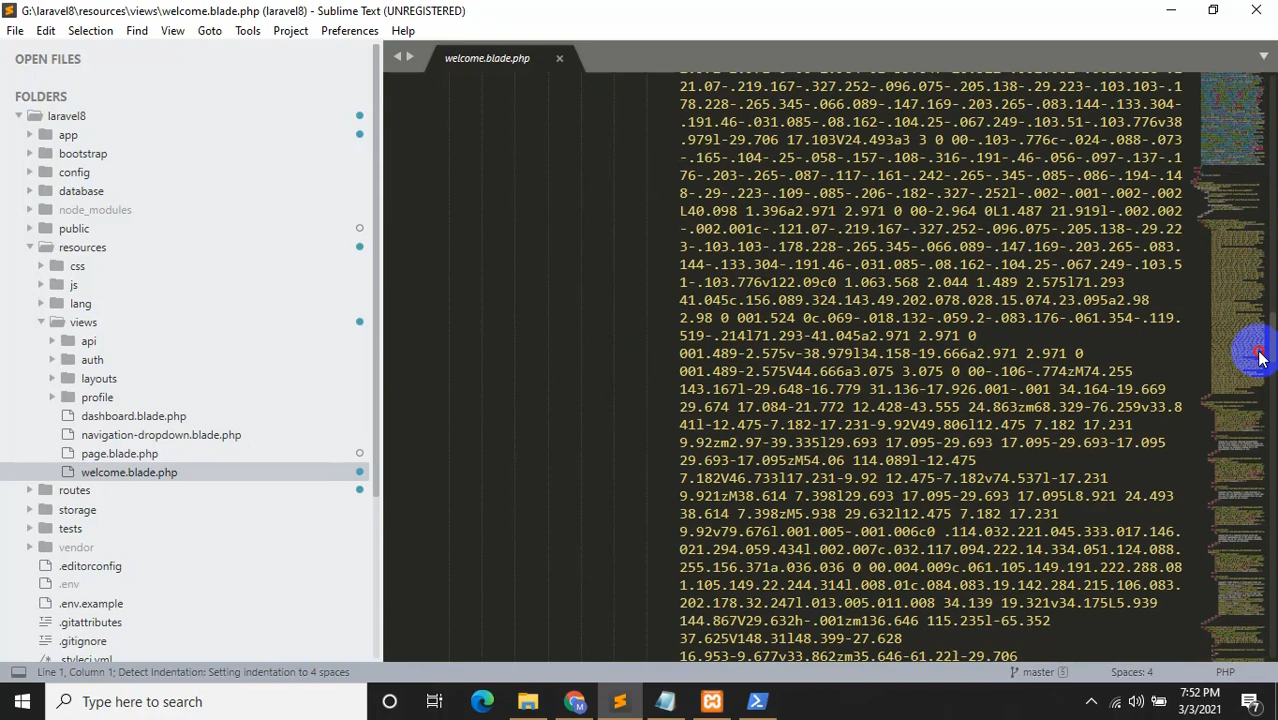 G:\laravel8\resources\views\welcome.blade.php (laravel8) - Sublime Text (UNREGISTERED)
File Edit Selection Find View Goto Tools Project Preferences Help
OPEN FILES
FOLDERS
laravel8
app
bootstrap
config
database
node_modules
public
resources
css
js
lang
views
api
auth
layouts
profile
dashboard.blade.php
navigation-dropdown.blade.php
page.blade.php
welcome.blade.php
routes
storage
tests
vendor
.editorconfig
.env
.env.example
.gitattributes
.gitignore
.styleci.yml
welcome.blade.php
21.07-.219.167-.327.252-.096.075-.205.138-.29.223-.103.103-.1
78.228-.265.345-.066.089-.147.169-.203.265-.083.144-.133.304-
.191.46-.031.085-.08.162-.104.25-.067.249-.103.51-.103.776v38
.979l-29.706 17.103V24.493a3 3 0 00-.103-.776c-.024-.088-.073
-.165-.104-.25-.058-.157-.108-.316-.191-.46-.056-.097-.137-.1
76-.203-.265-.087-.117-.161-.242-.265-.345-.085-.086-.194-.14
8-.29-.223-.109-.085-.206-.182-.327-.252l-.002-.001-.002-.002
L40.098 1.396a2.971 2.971 0 00-2.964 0L1.487 21.919l-.002.002
-.002.001c-.121.07-.219.167-.327.252-.096.075-.205.138-.29.22
3-.103.103-.178.228-.265.345-.066.089-.147.169-.203.265-.083.
144-.133.304-.191.46-.031.085-.08.162-.104.25-.067.249-.103.5
1-.103.776v122.09c0 1.063.568 2.044 1.489 2.575l71.293
41.045c.156.089.324.143.49.202.078.028.15.074.23.095a2.98
2.98 0 001.524 0c.069-.018.132-.059.2-.083.176-.061.354-.119.
519-.214l71.293-41.045a2.971 2.971 0
001.489-2.575v-38.979l34.158-19.666a2.971 2.971 0
001.489-2.575V44.666a3.075 3.075 0 00-.106-.774zM74.255
143.167l-29.648-16.779 31.136-17.926.001-.001 34.164-19.669
29.674 17.084-21.772 12.428-43.555 24.863zm68.329-76.259v33.8
41l-12.475-7.182-17.231-9.92V49.806l12.475 7.182 17.231
9.92zm2.97-39.335l29.693 17.095-29.693 17.095-29.693-17.095
29.693-17.095zM54.06 114.089l-12.475
7.182V46.733l17.231-9.92 12.475-7.182v74.537l-17.231
9.921zM38.614 7.398l29.693 17.095-29.693 17.095L8.921 24.493
38.614 7.398zM5.938 29.632l12.475 7.182 17.231
9.92v79.676l.001.005-.001.006c0 .114.032.221.045.333.017.146.
021.294.059.434l.002.007c.032.117.094.222.14.334.051.124.088.
255.156.371a.036.036 0 00.004.009c.061.105.149.191.222.288.08
1.105.149.22.244.314l.008.01c.084.083.19.142.284.215.106.083.
202.178.32.247l.013.005.011.008 34.139 19.321v34.175L5.939
144.867V29.632h-.001zm136.646 115.235l-65.352
37.625V148.31l48.399-27.628
16.953-9.677v33.862zm35.646-61.22l-29.706
Line 1, Column 1; Detect Indentation: Setting indentation to 4 spaces
master 5
Spaces: 4
PHP
Type here to search
7:52 PM
3/3/2021
7